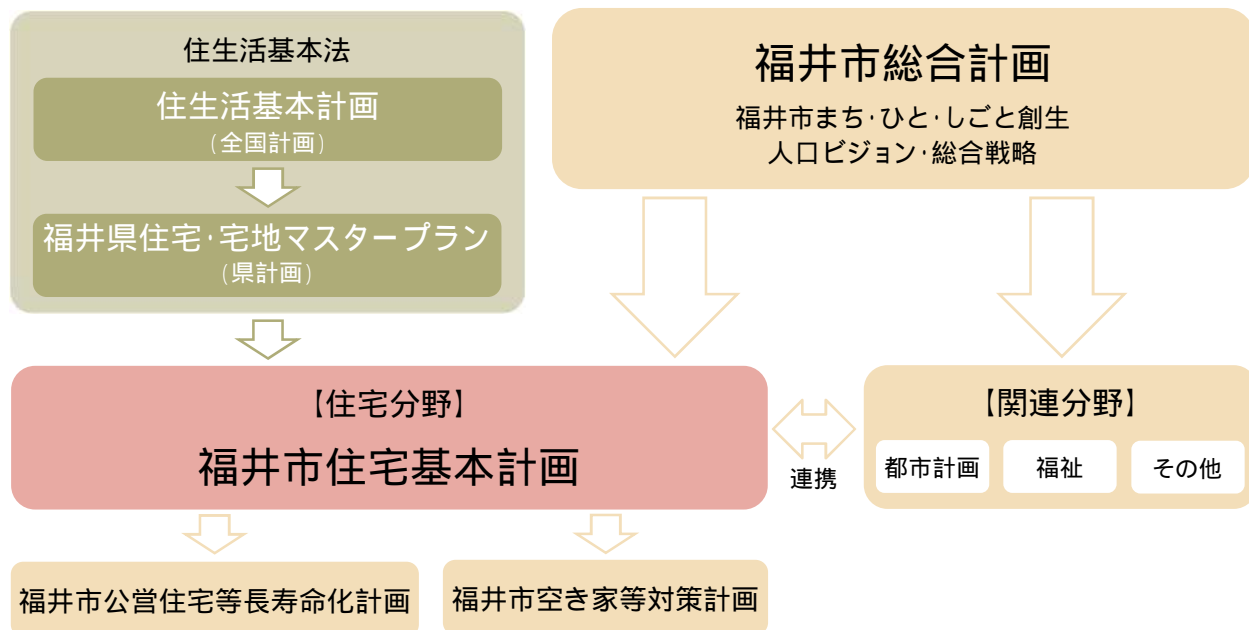 住生活基本法
住生活基本計画
(全国計画)
福井県住宅・宅地マスタープラン
(県計画)
福井市総合計画
福井市まち・ひと・しごと創生
人口ビジョン・総合戦略
【住宅分野】
福井市住宅基本計画
連携
【関連分野】
都市計画
福祉
その他
福井市公営住宅等長寿命化計画
福井市空き家等対策計画